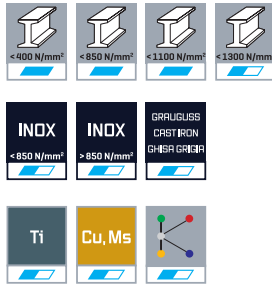 <400 N/mm² <850 N/mm² <1100 N/mm² <1300 N/mm²
INOX INOX GRAUGUSS
CAST IRON
GHISA GRIGIA
<850 N/mm² >850 N/mm²
Ti Cu, Ms